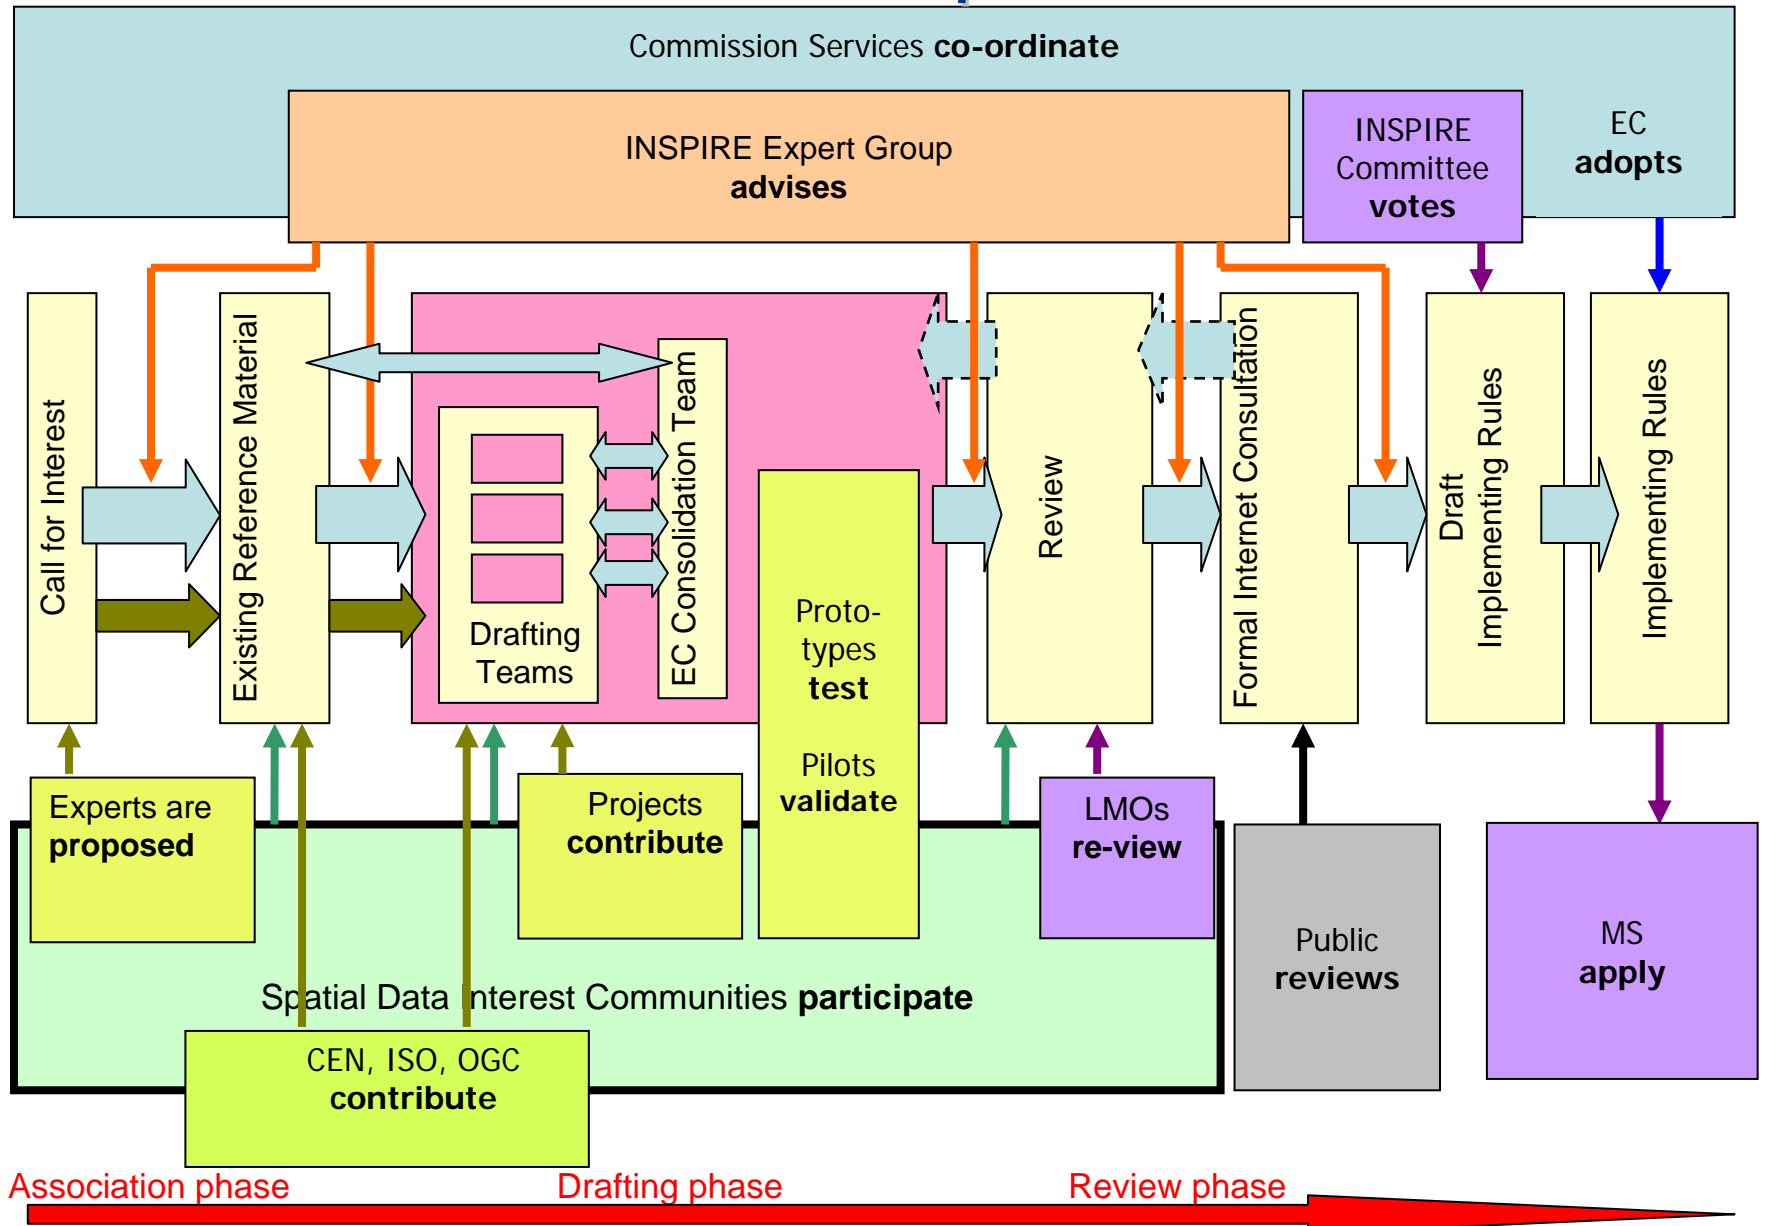 Commission Services co-ordinate
INSPIRE Expert Group
advises
INSPIRE
Committee
votes
EC
adopts
Call for Interest
Existing Reference Material
Drafting
Teams
EC Consolidation Team
Proto-
types
test
Pilots
validate
Review
Formal Internet Consultation
Draft
Implementing Rules
Implementing Rules
Experts are
proposed
Projects
contribute
LMOs
re-view
Public
reviews
MS
apply
Spatial Data Interest Communities participate
CEN, ISO, OGC
contribute
Association phase
Drafting phase
Review phase